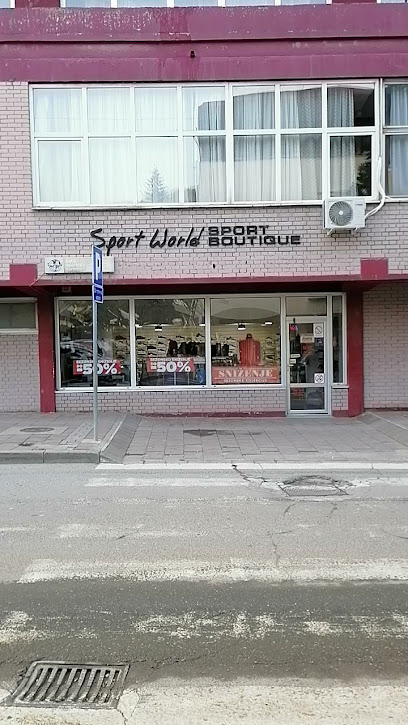 Sport World SPORT
BOUTIQUE
P
50%
50%
SNIŽENJE